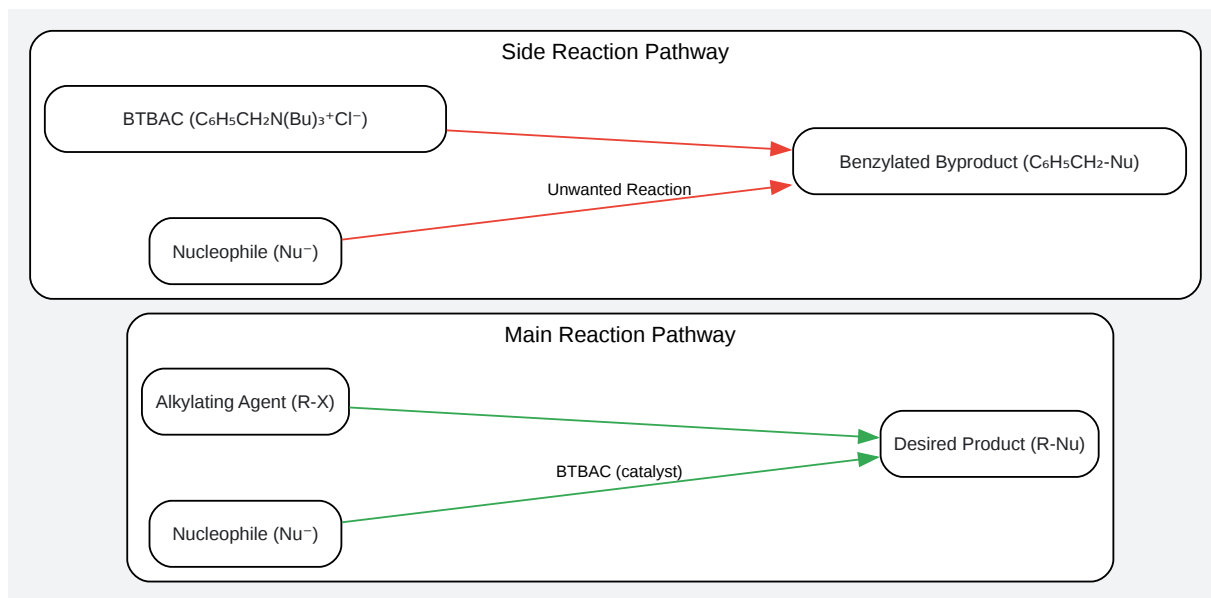 Side Reaction Pathway
BTBAC (C₆H₅CH₂N(Bu)₃⁺Cl⁻)
Benzylated Byproduct (C₆H₅CH₂-Nu)
Unwanted Reaction
Nucleophile (Nu⁻)
Main Reaction Pathway
Alkylating Agent (R-X)
Desired Product (R-Nu)
BTBAC (catalyst)
Nucleophile (Nu⁻)